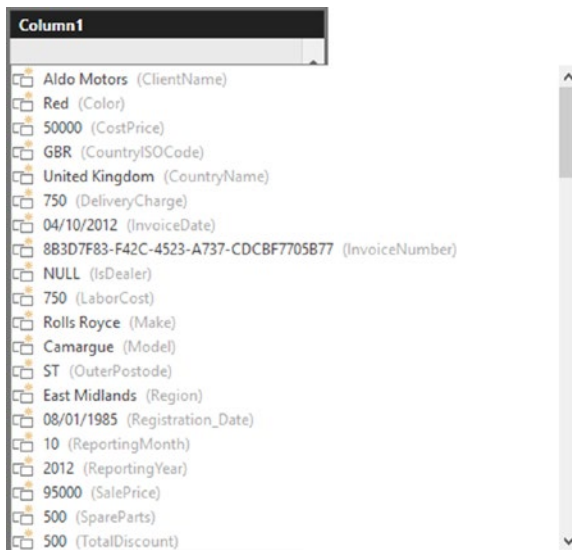 Column1
Aldo Motors (ClientName)
Red (Color)
50000 (CostPrice)
GBR (CountryISOCode)
United Kingdom (CountryName)
750 (DeliveryCharge)
04/10/2012 (InvoiceDate)
8B3D7F83-F42C-4523-A737-CDCBF7705B77 (InvoiceNumber)
NULL (IsDealer)
750 (LaborCost)
Rolls Royce (Make)
Camargue (Model)
ST (OuterPostode)
East Midlands (Region)
08/01/1985 (Registration_Date)
10 (ReportingMonth)
2012 (ReportingYear)
95000 (SalePrice)
500 (SpareParts)
500 (TotalDiscount)